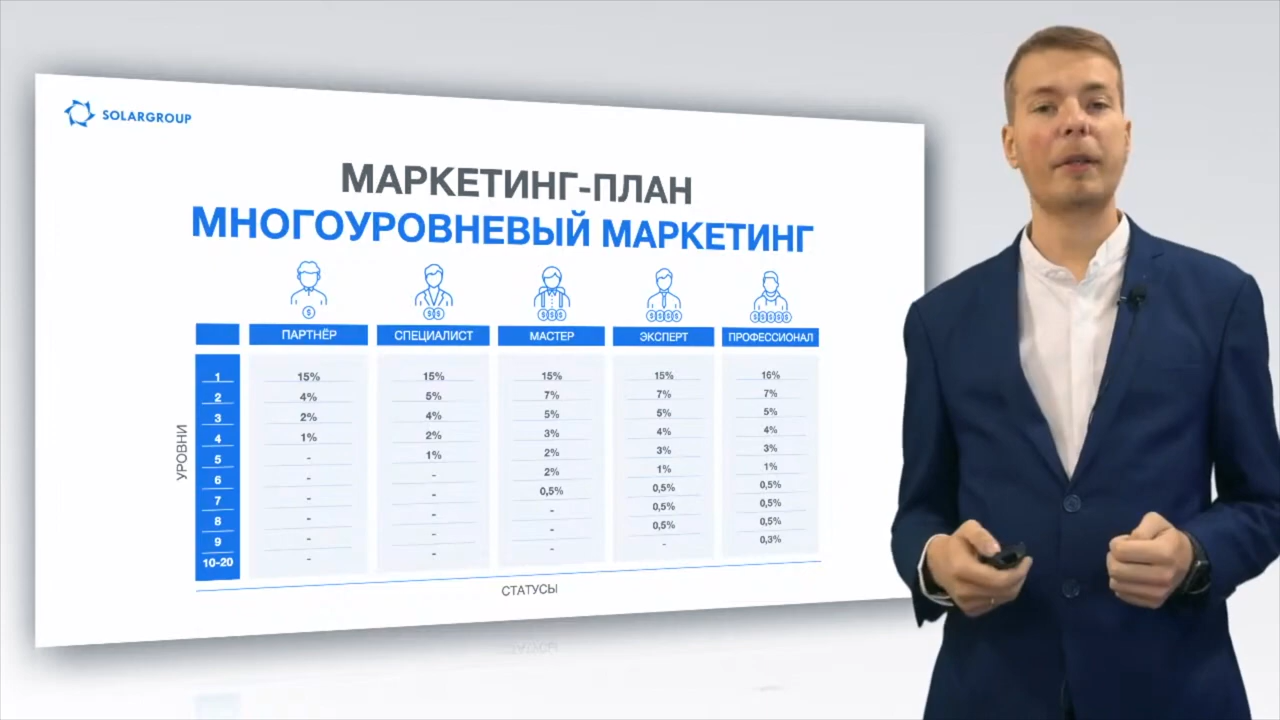 SOLARGROUP
МАРКЕТИНГ-ПЛАН
МНОГОУРОВНЕВЫЙ МАРКЕТИНГ
ПАРТНЁР СПЕЦИАЛИСТ МАСТЕР ЭКСПЕРТ ПРОФЕССИОНАЛ
УРОВНИ
1 15% 15% 15% 15% 16%
2 4% 5% 7% 7% 7%
3 2% 4% 5% 5% 5%
4 1% 2% 3% 4% 4%
5 - 1% 2% 3% 3%
6 - - 2% 1% 1%
7 - - 0,5% 0,5% 0,5%
8 - - - 0,5% 0,5%
9 - - - 0,5% 0,5%
10-20 - - - - 0,3%
СТАТУСЫ